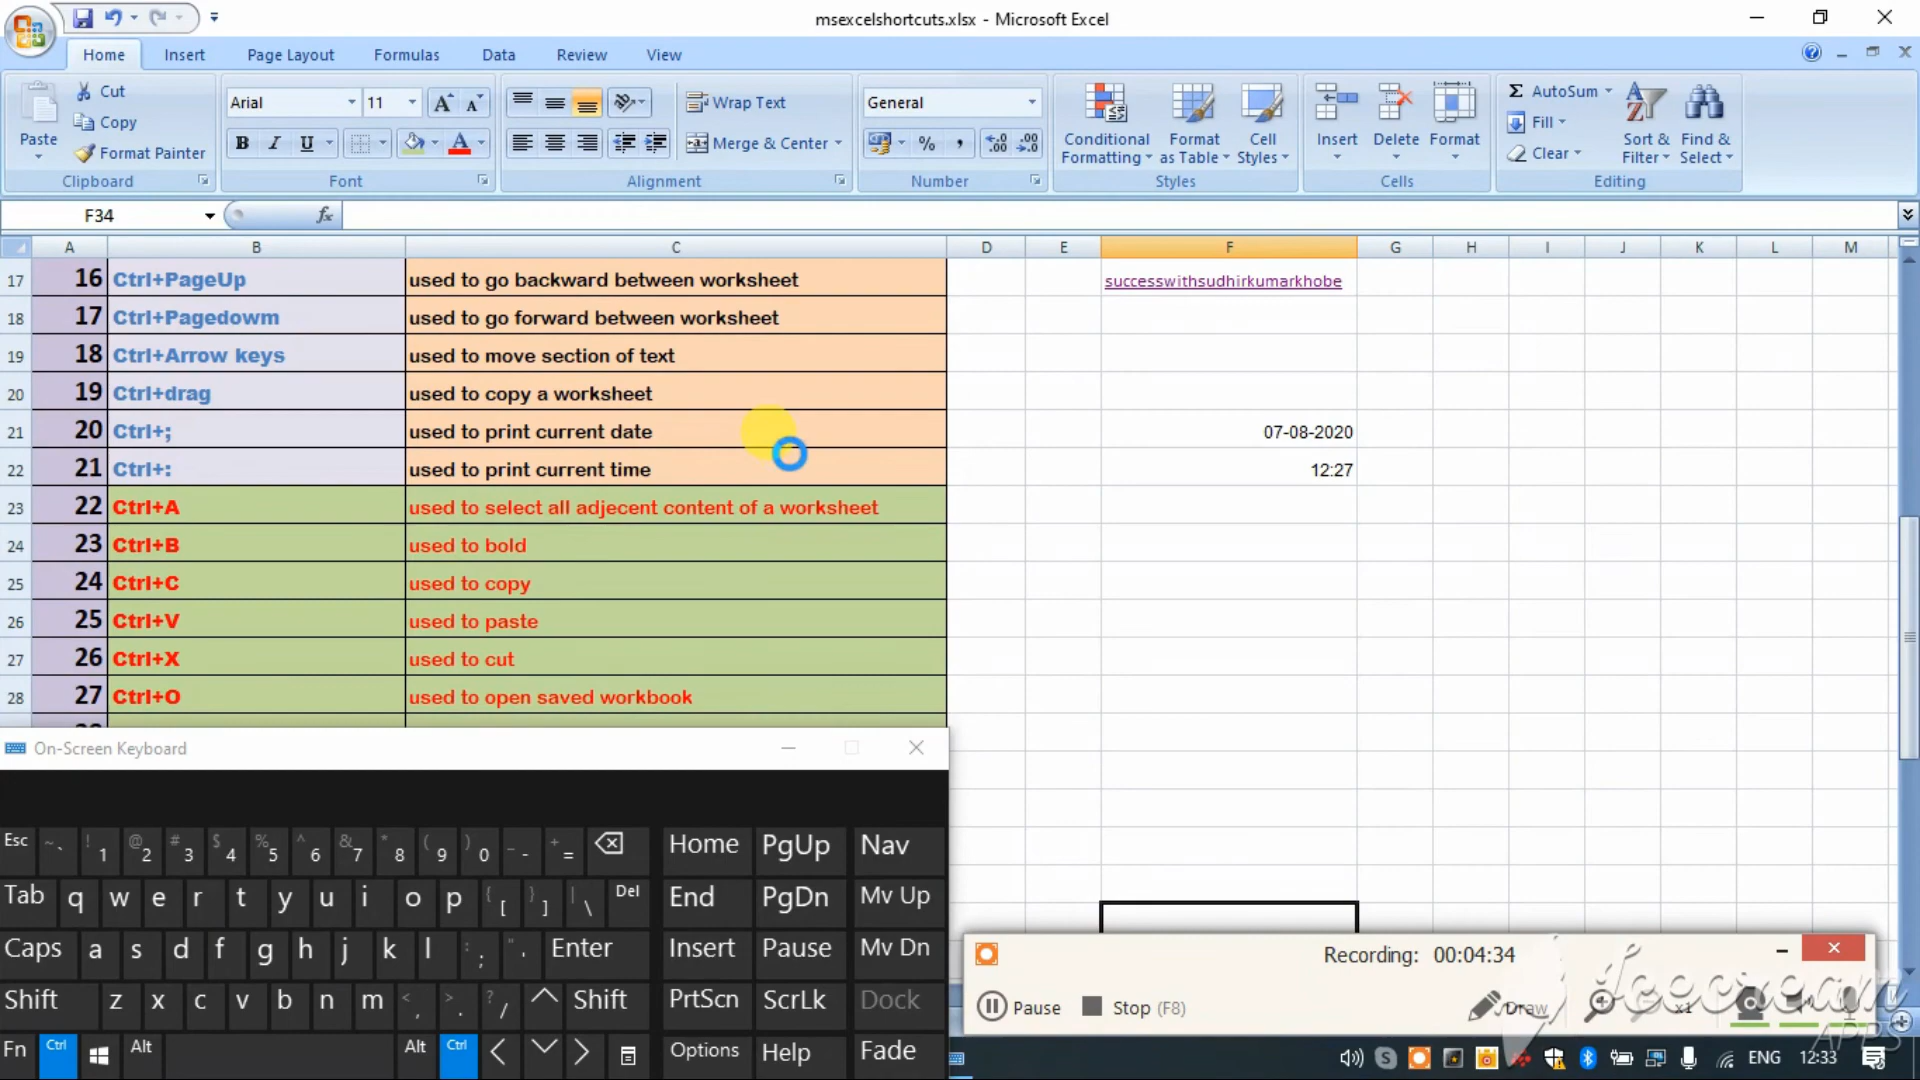 msexcelshortcuts.xlsx - Microsoft Excel
Home Insert Page Layout Formulas Data Review View
Paste
Cut
Copy
Format Painter
Clipboard
Arial 11
B I U
Font
Wrap Text
Merge & Center
Alignment
General
%
Number
Conditional Formatting
Format as Table
Cell Styles
Styles
Insert Delete Format
Cells
Σ AutoSum
Fill
Clear
Sort & Filter
Find & Select
Editing
F34 fx
A B C D E F G H I J K L M
17 16 Ctrl+PageUp used to go backward between worksheet successwithsudhirkumarkhobe
18 17 Ctrl+Pagedowm used to go forward between worksheet
19 18 Ctrl+Arrow keys used to move section of text
20 19 Ctrl+drag used to copy a worksheet
21 20 Ctrl+; used to print current date 07-08-2020
22 21 Ctrl+: used to print current time 12:27
23 22 Ctrl+A used to select all adjecent content of a worksheet
24 23 Ctrl+B used to bold
25 24 Ctrl+C used to copy
26 25 Ctrl+V used to paste
27 26 Ctrl+X used to cut
28 27 Ctrl+O used to open saved workbook
On-Screen Keyboard
Esc ~ ` ! 1 @ 2 # 3 $ 4 % 5 ^ 6 & 7 * 8 ( 9 ) 0 _ - + = Home PgUp Nav
Tab q w e r t y u i o p { [ } ] | \ Del End PgDn Mv Up
Caps a s d f g h j k l : ; " ' Enter Insert Pause Mv Dn
Shift z x c v b n m < , > . ? / Shift PrtScn ScrLk Dock
Fn Ctrl Alt Alt Ctrl Options Help Fade
Recording: 00:04:34
Pause Stop (F8) Draw x1
Icecream
APPS
ENG 12:33